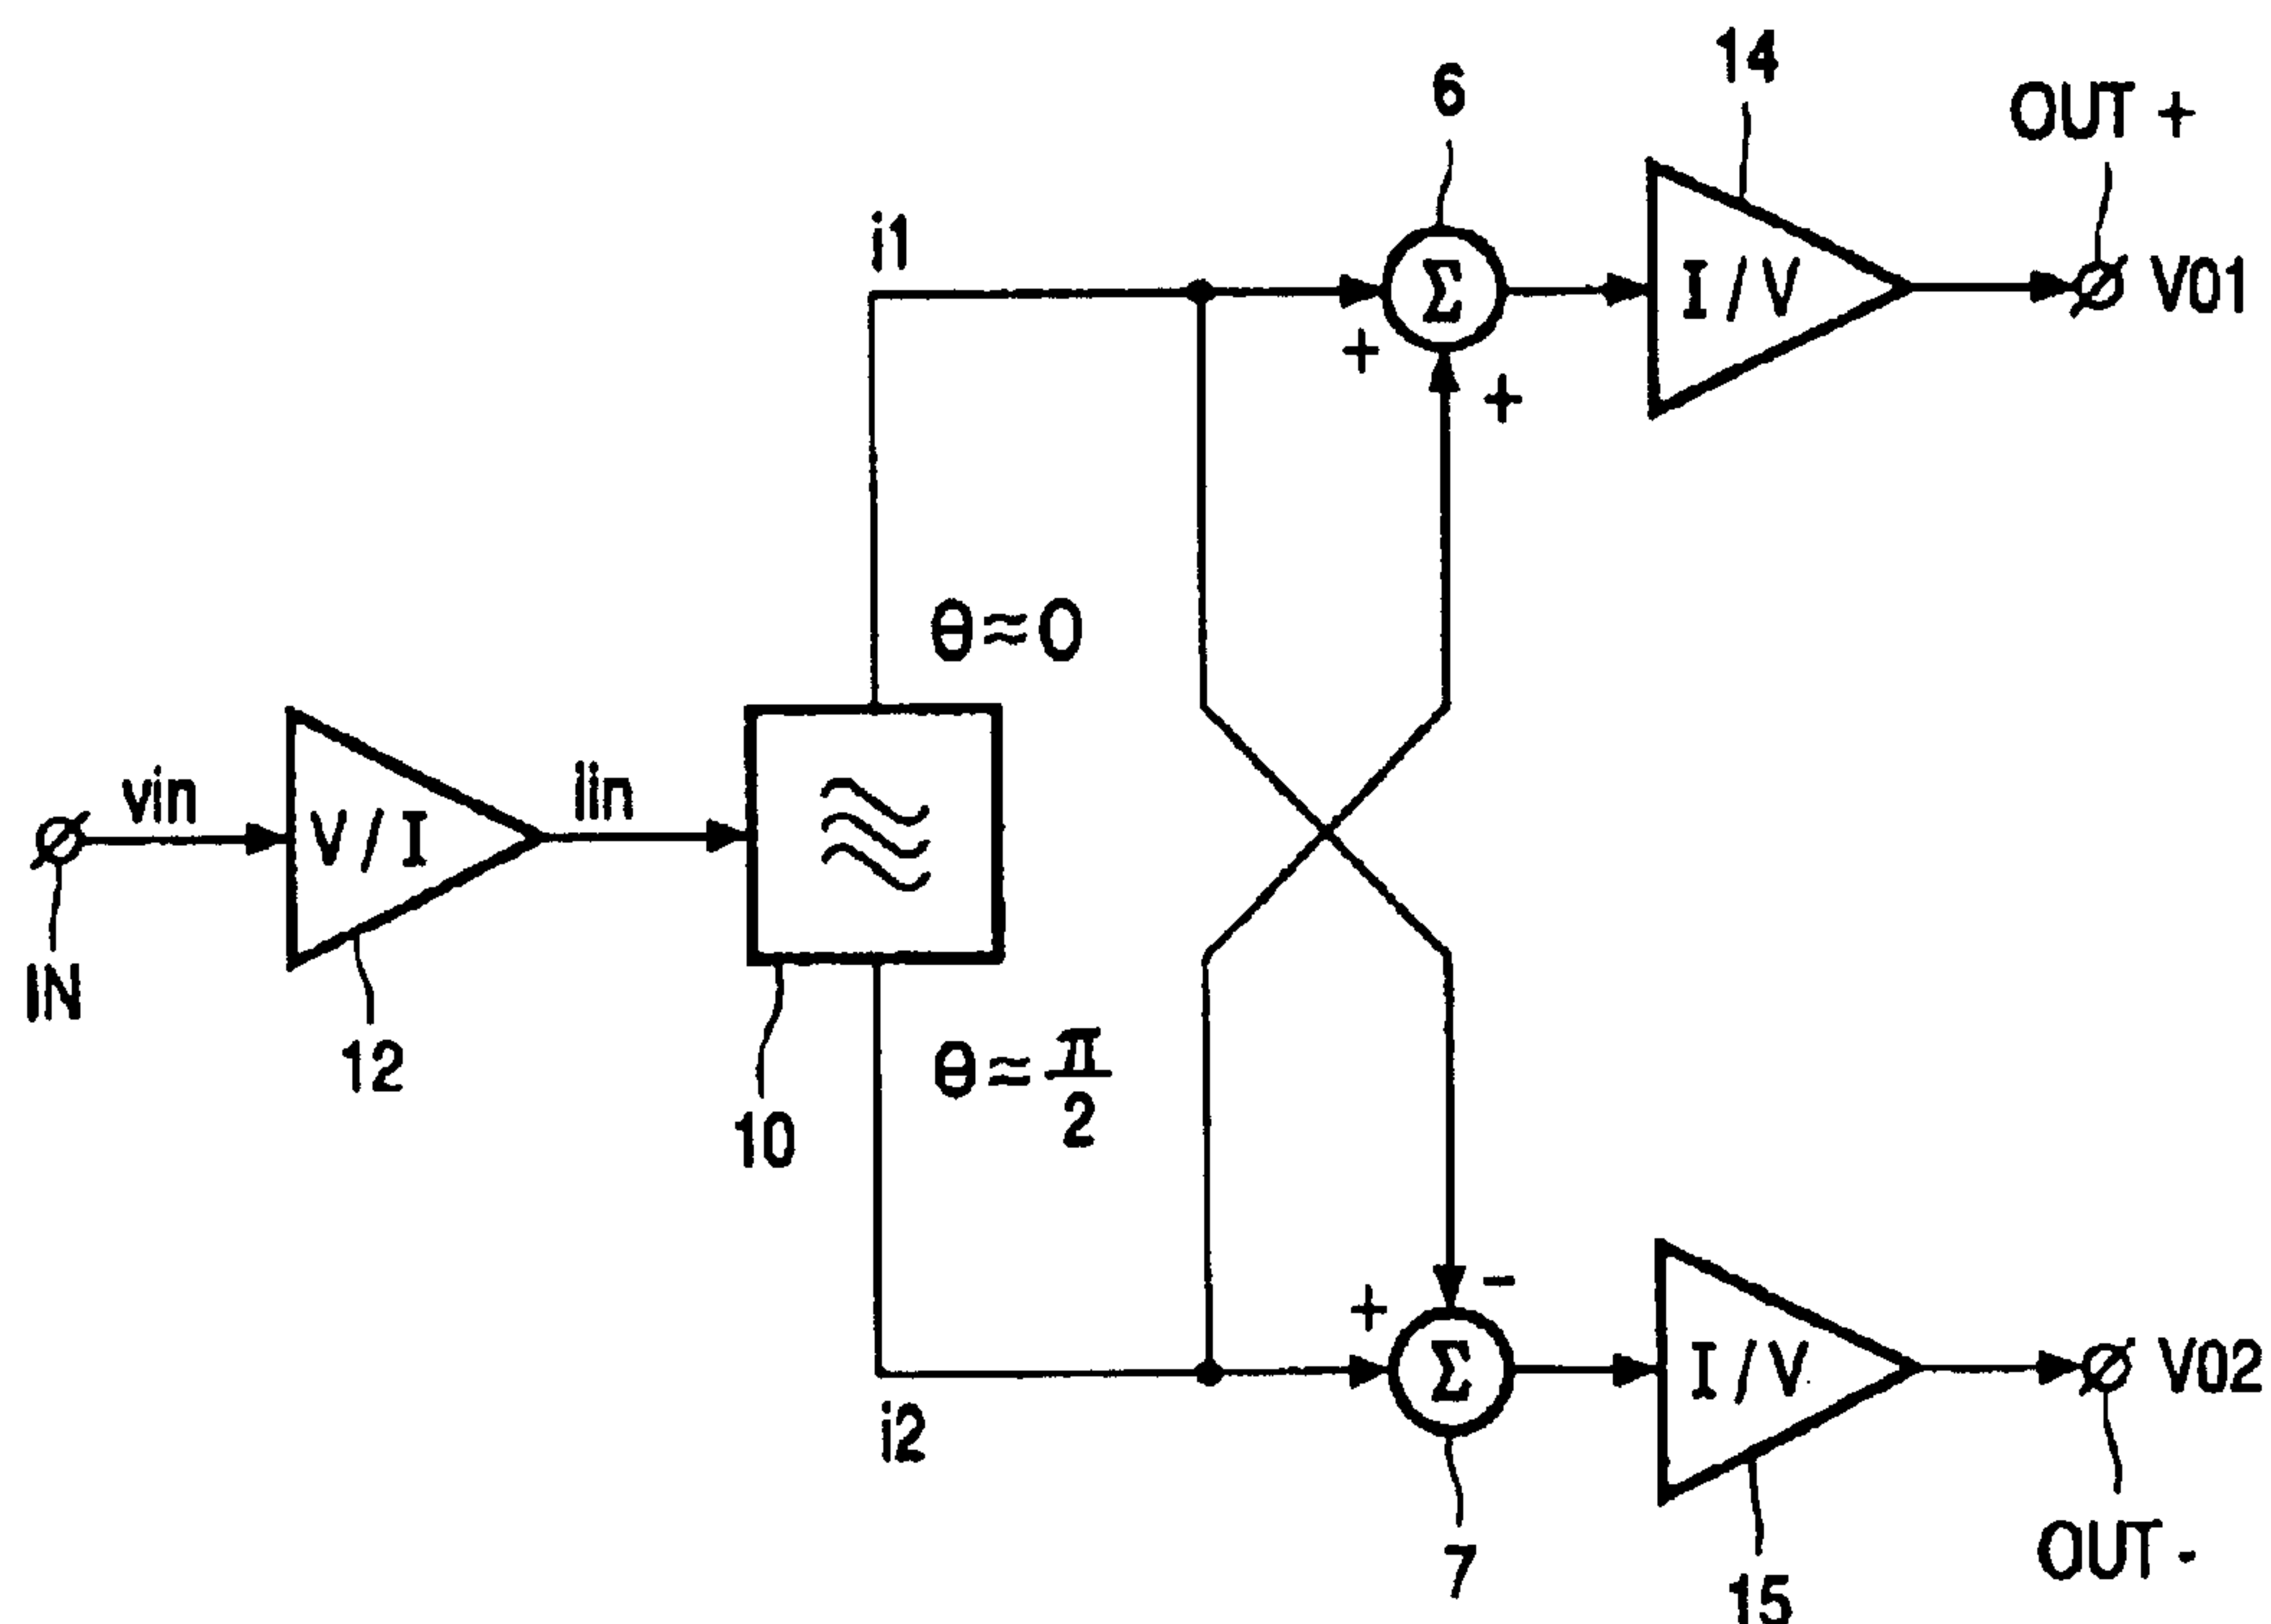 14
6
OUT +
i1
Σ
I / V
V01
+
+
θ≈0
vin
Iin
V / I
IN
12
10
θ≈π/2
+
-
Σ
I / V
V02
i2
7
15
OUT -